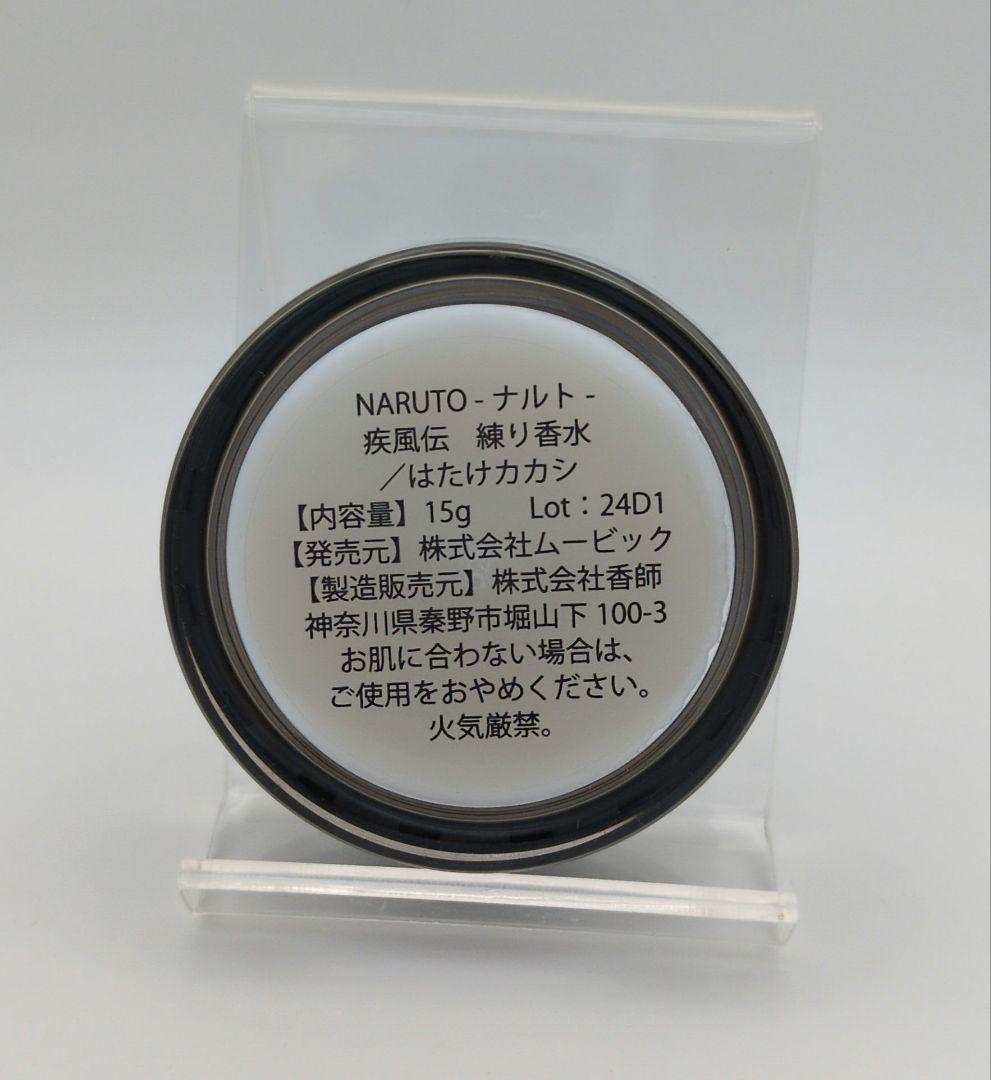 NARUTO - ナルト -
疾風伝　練り香水
／はたけカカシ
【内容量】15g　Lot：24D1
【発売元】株式会社ムービック
【製造販売元】株式会社香師
神奈川県秦野市堀山下 100-3
お肌に合わない場合は、
ご使用をおやめください。
火気厳禁。